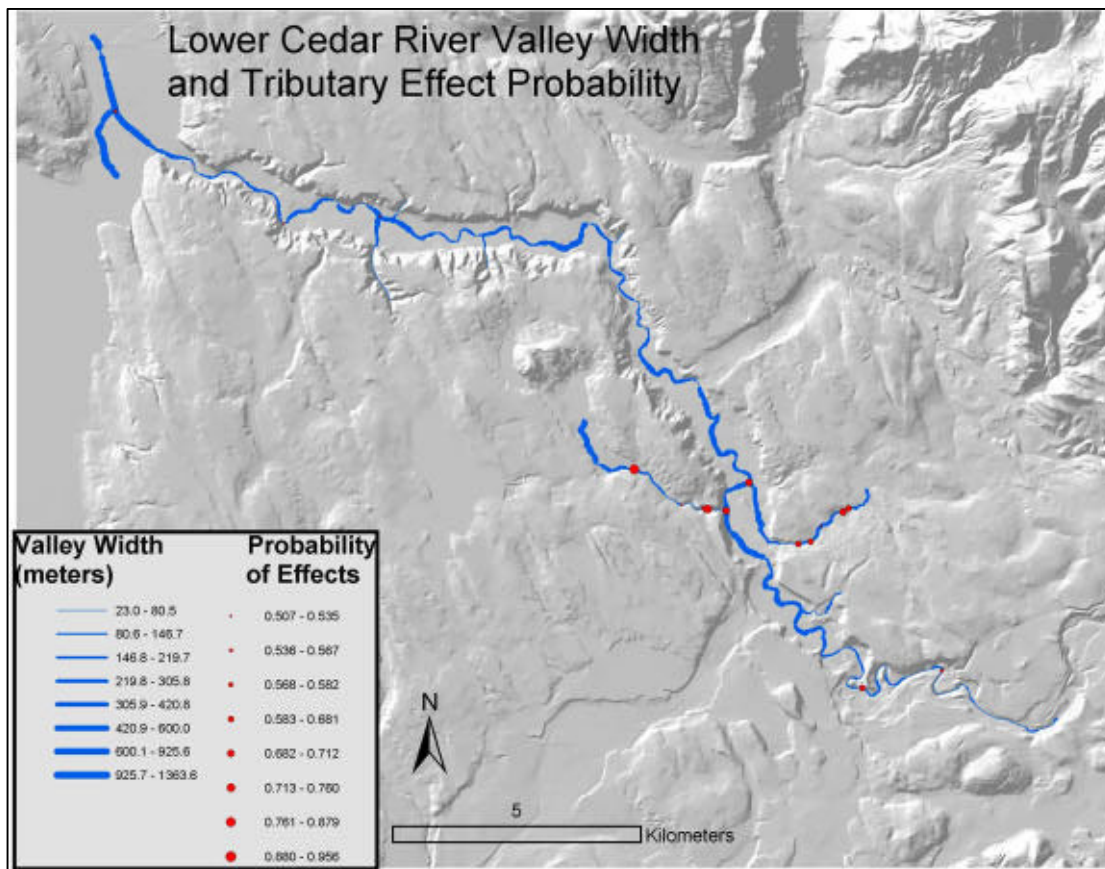 Lower Cedar River Valley Width
and Tributary Effect Probability
Valley Width
(meters)
23.0 - 80.5
80.6 - 146.7
146.8 - 219.7
219.8 - 305.8
305.9 - 420.8
420.9 - 600.0
600.1 - 925.6
925.7 - 1363.6
Probability
of Effects
0.507 - 0.535
0.536 - 0.567
0.568 - 0.582
0.583 - 0.681
0.682 - 0.712
0.713 - 0.760
0.761 - 0.879
0.880 - 0.956
N
5
Kilometers